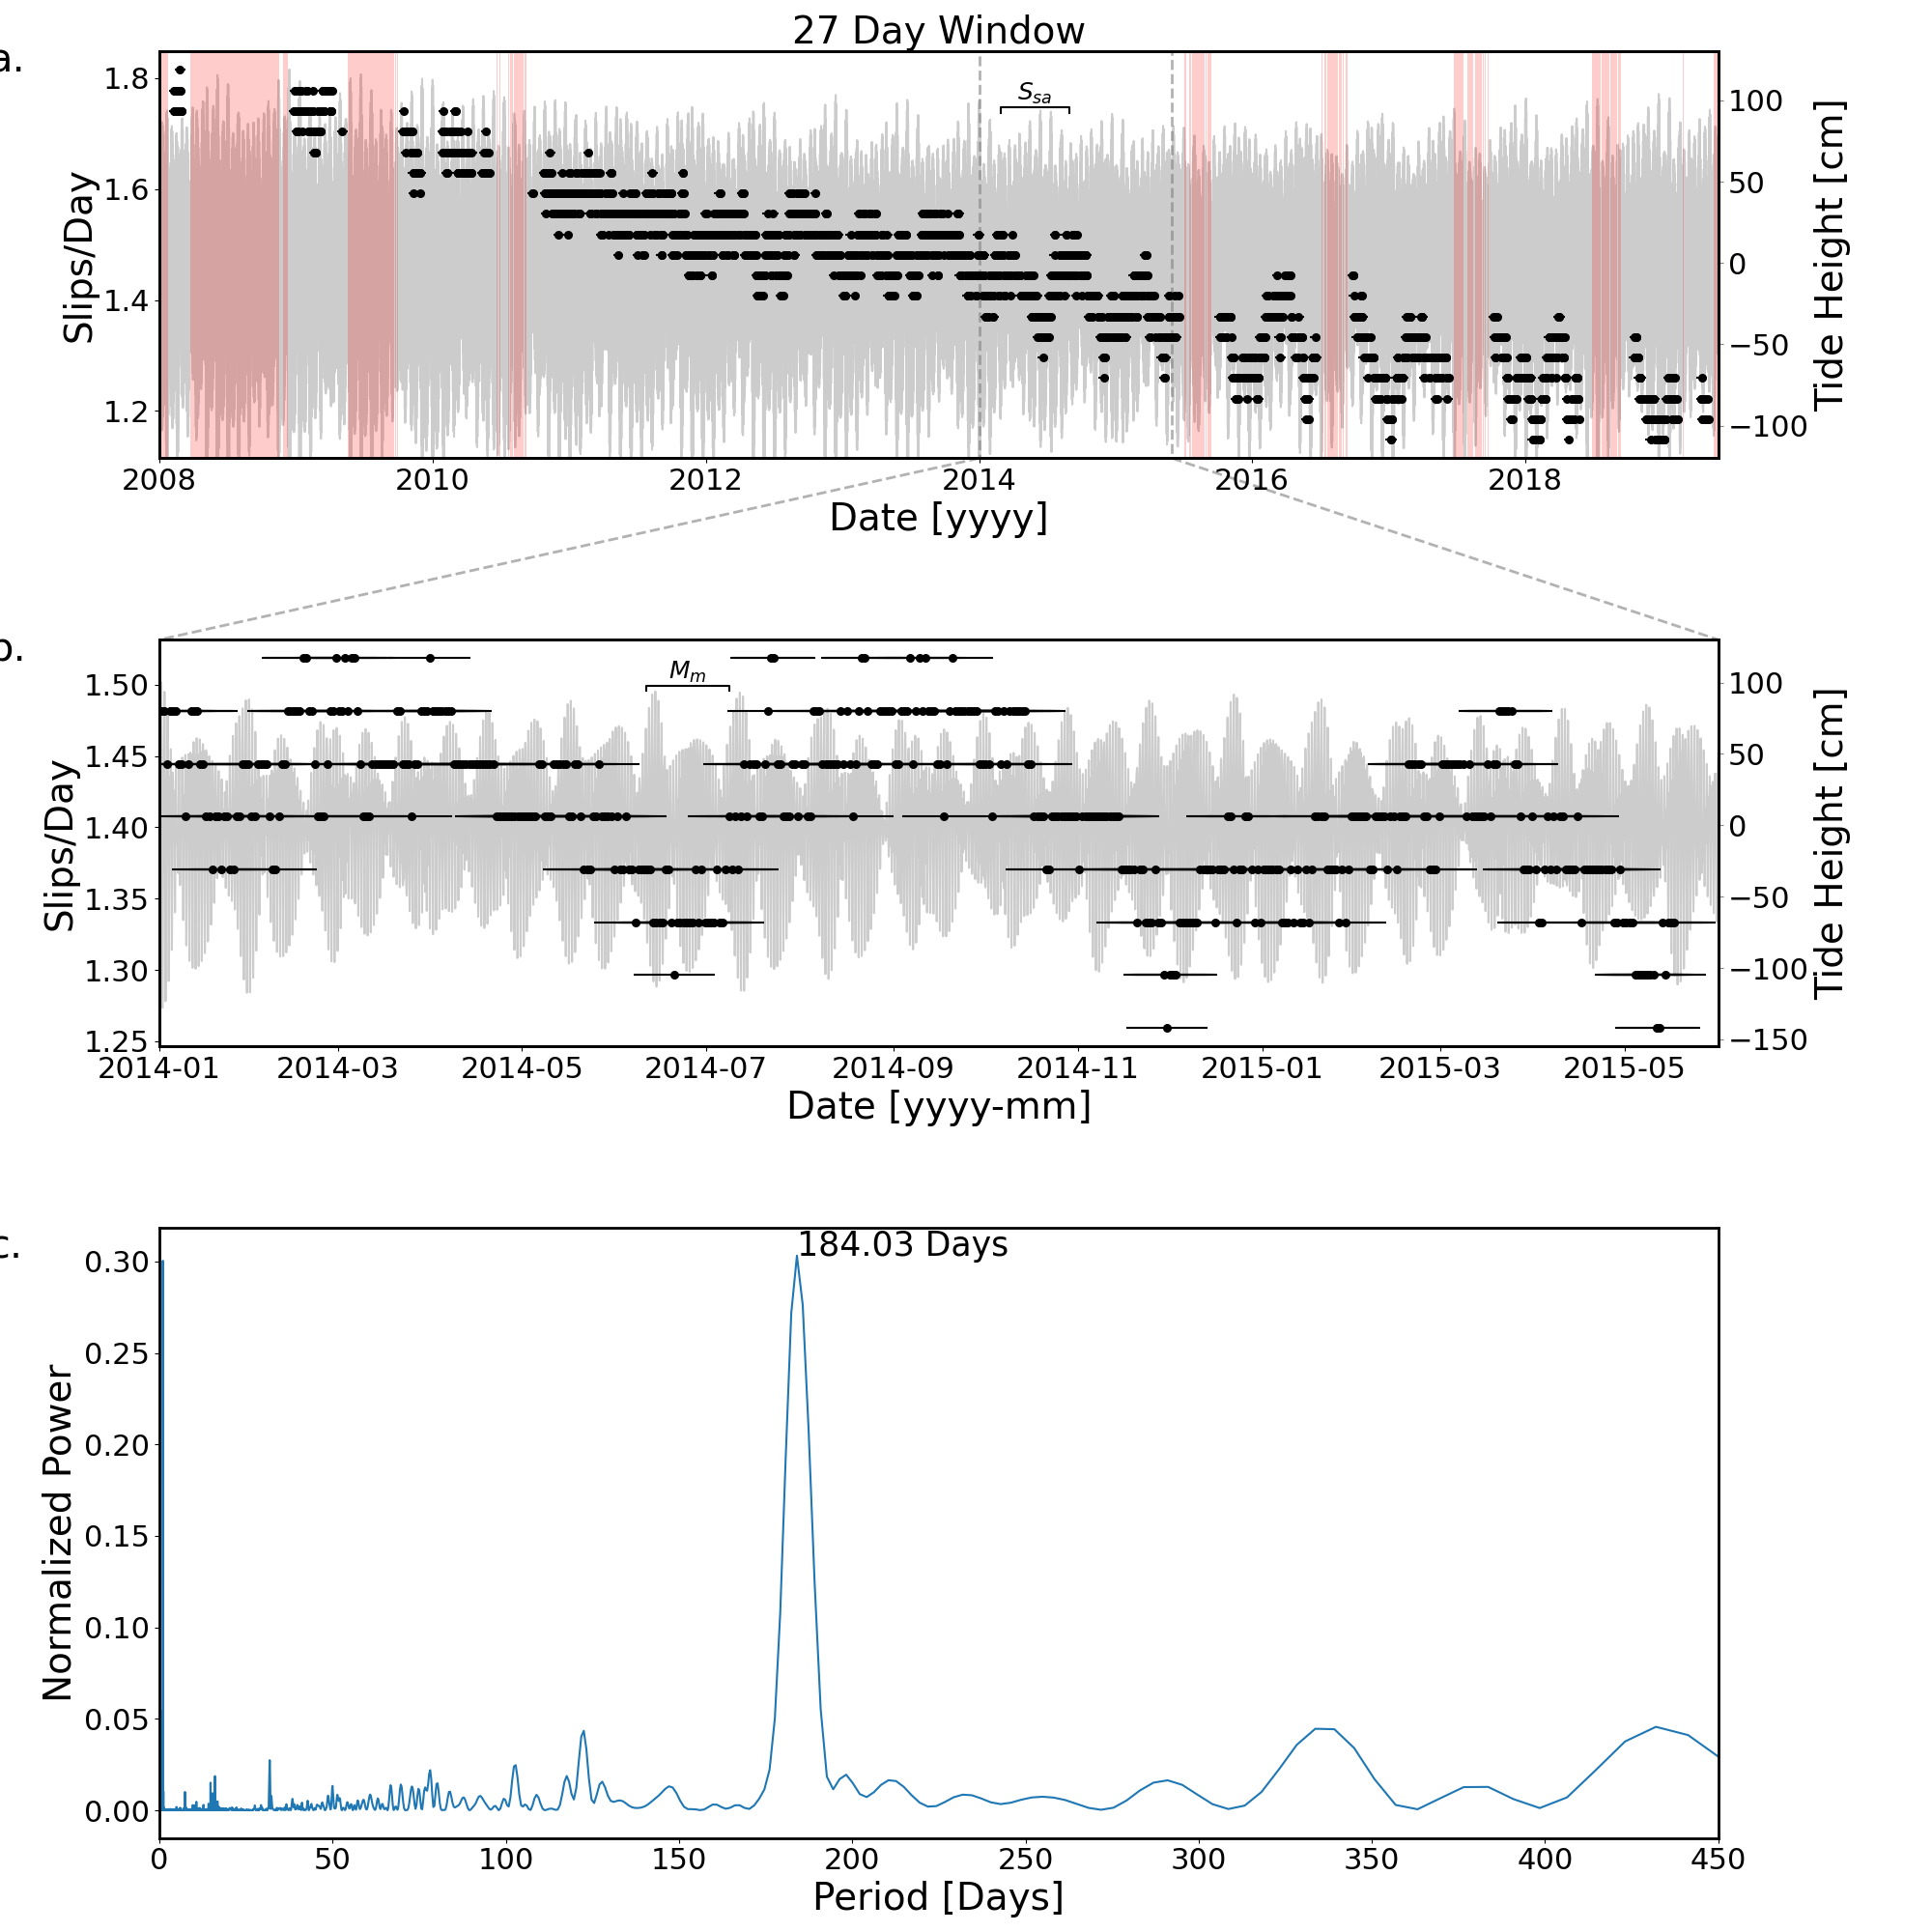 27 Day Window
a.
S_sa
1.8
1.6
1.4
1.2
Slips/Day
100
50
0
−50
−100
Tide Height [cm]
2008 2010 2012 2014 2016 2018
Date [yyyy]
b.
M_m
1.50
1.45
1.40
1.35
1.30
1.25
Slips/Day
100
50
0
−50
−100
−150
Tide Height [cm]
2014-01 2014-03 2014-05 2014-07 2014-09 2014-11 2015-01 2015-03 2015-05
Date [yyyy-mm]
c.
184.03 Days
0.30
0.25
0.20
0.15
0.10
0.05
0.00
Normalized Power
0 50 100 150 200 250 300 350 400 450
Period [Days]